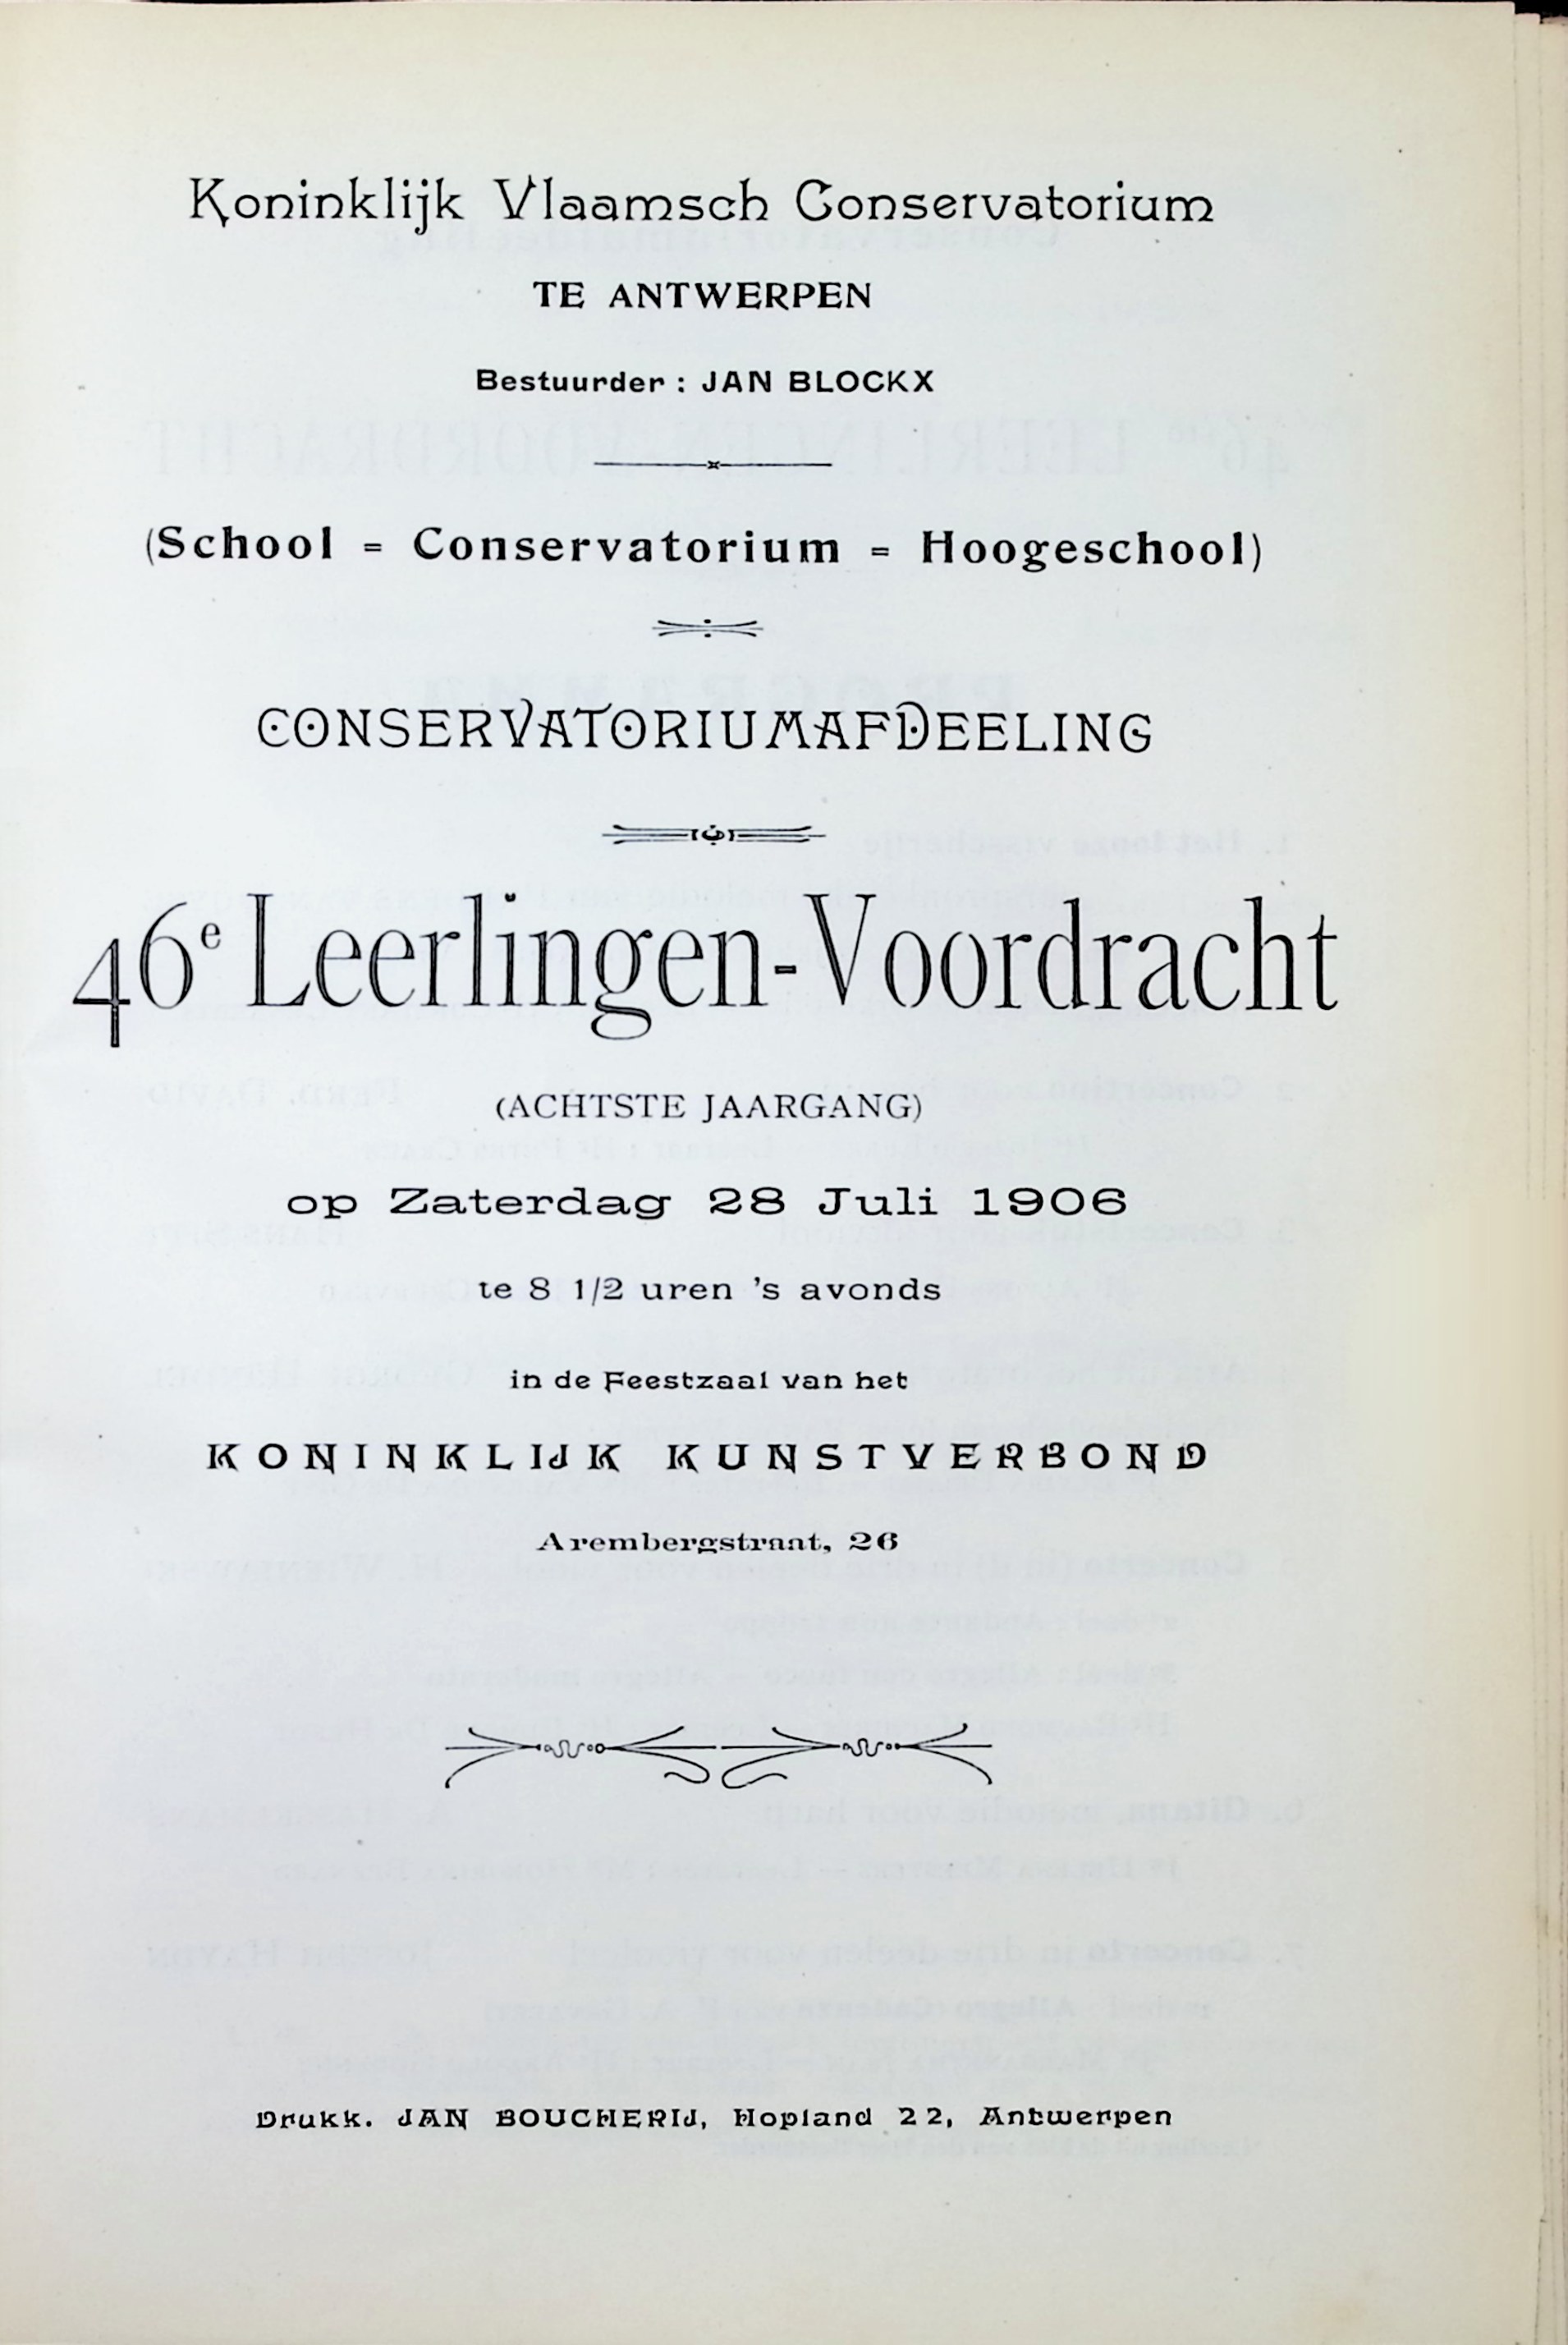 Koninklijk Vlaamsch Conservatorium
TE ANTWERPEN
Bestuurder : JAN BLOCKX
(School = Conservatorium = Hoogeschool)
CONSERVATORIUMAFDEELING
46e Leerlingen-Voordracht
(ACHTSTE JAARGANG)
op Zaterdag 28 Juli 1906
te 8 1/2 uren 's avonds
in de Feestzaal van het
KONINKLIJK KUNSTVERBOND
Arembergstraat, 26
Drukk. JAN BOUCHERIJ, Hopland 22, Antwerpen